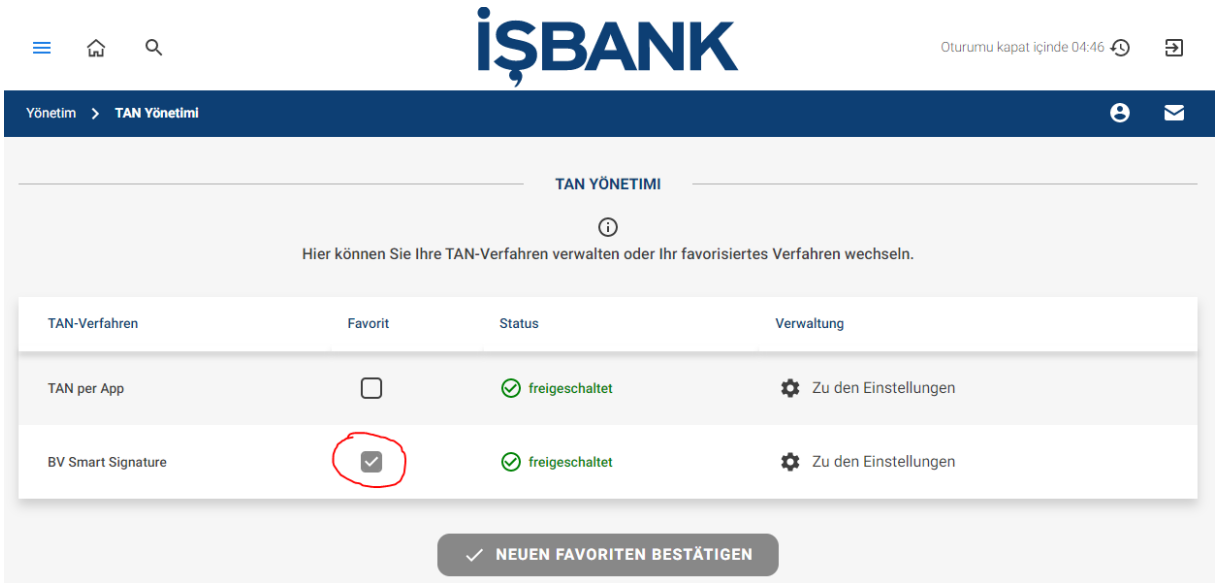 İŞBANK
Oturumu kapat içinde 04:46
Yönetim > TAN Yönetimi
TAN YÖNETIMI
Hier können Sie Ihre TAN-Verfahren verwalten oder Ihr favorisiertes Verfahren wechseln.
TAN-Verfahren Favorit Status Verwaltung
TAN per App freigeschaltet Zu den Einstellungen
BV Smart Signature freigeschaltet Zu den Einstellungen
NEUEN FAVORITEN BESTÄTIGEN